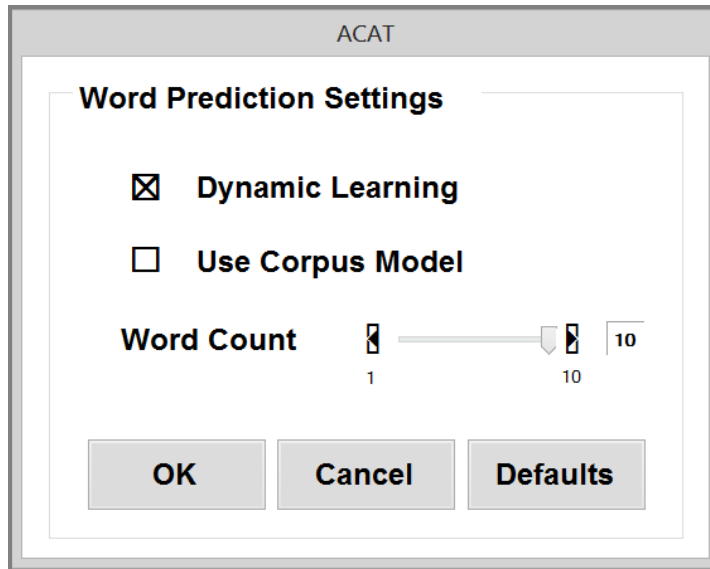 ACAT
Word Prediction Settings
Dynamic Learning
Use Corpus Model
Word Count 10
1 10
OK Cancel Defaults